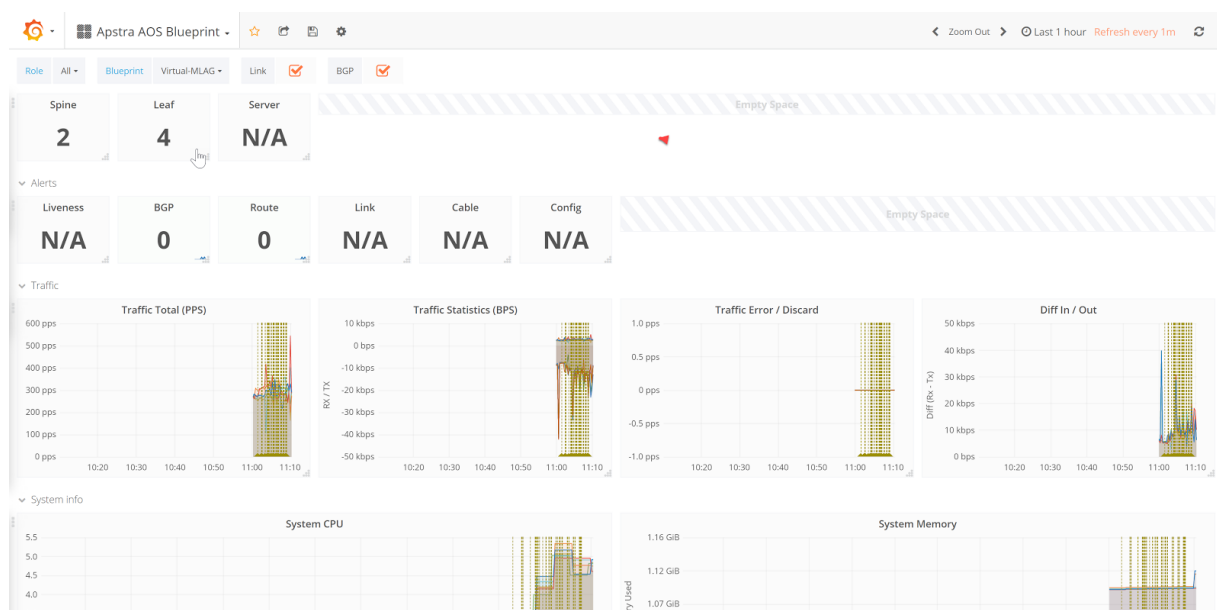 Apstra AOS Blueprint
Zoom Out Last 1 hour Refresh every 1m
Role All Blueprint Virtual-MLAG Link BGP
Spine Leaf Server Empty Space
2 4 N/A
Alerts
Liveness BGP Route Link Cable Config Empty Space
N/A 0 0 N/A N/A N/A
Traffic
Traffic Total (PPS)
600 pps
500 pps
400 pps
300 pps
200 pps
100 pps
0 pps
10:20 10:30 10:40 10:50 11:00 11:10
Traffic Statistics (BPS)
RX / TX
10 kbps
0 bps
-10 kbps
-20 kbps
-30 kbps
-40 kbps
-50 kbps
10:20 10:30 10:40 10:50 11:00 11:10
Traffic Error / Discard
1.0 pps
0.5 pps
0 pps
-0.5 pps
-1.0 pps
10:20 10:30 10:40 10:50 11:00 11:10
Diff In / Out
Diff (Rx - Tx)
50 kbps
40 kbps
30 kbps
20 kbps
10 kbps
0 bps
10:20 10:30 10:40 10:50 11:00 11:10
System info
System CPU
5.5
5.0
4.5
4.0
System Memory
Used
1.16 GiB
1.12 GiB
1.07 GiB